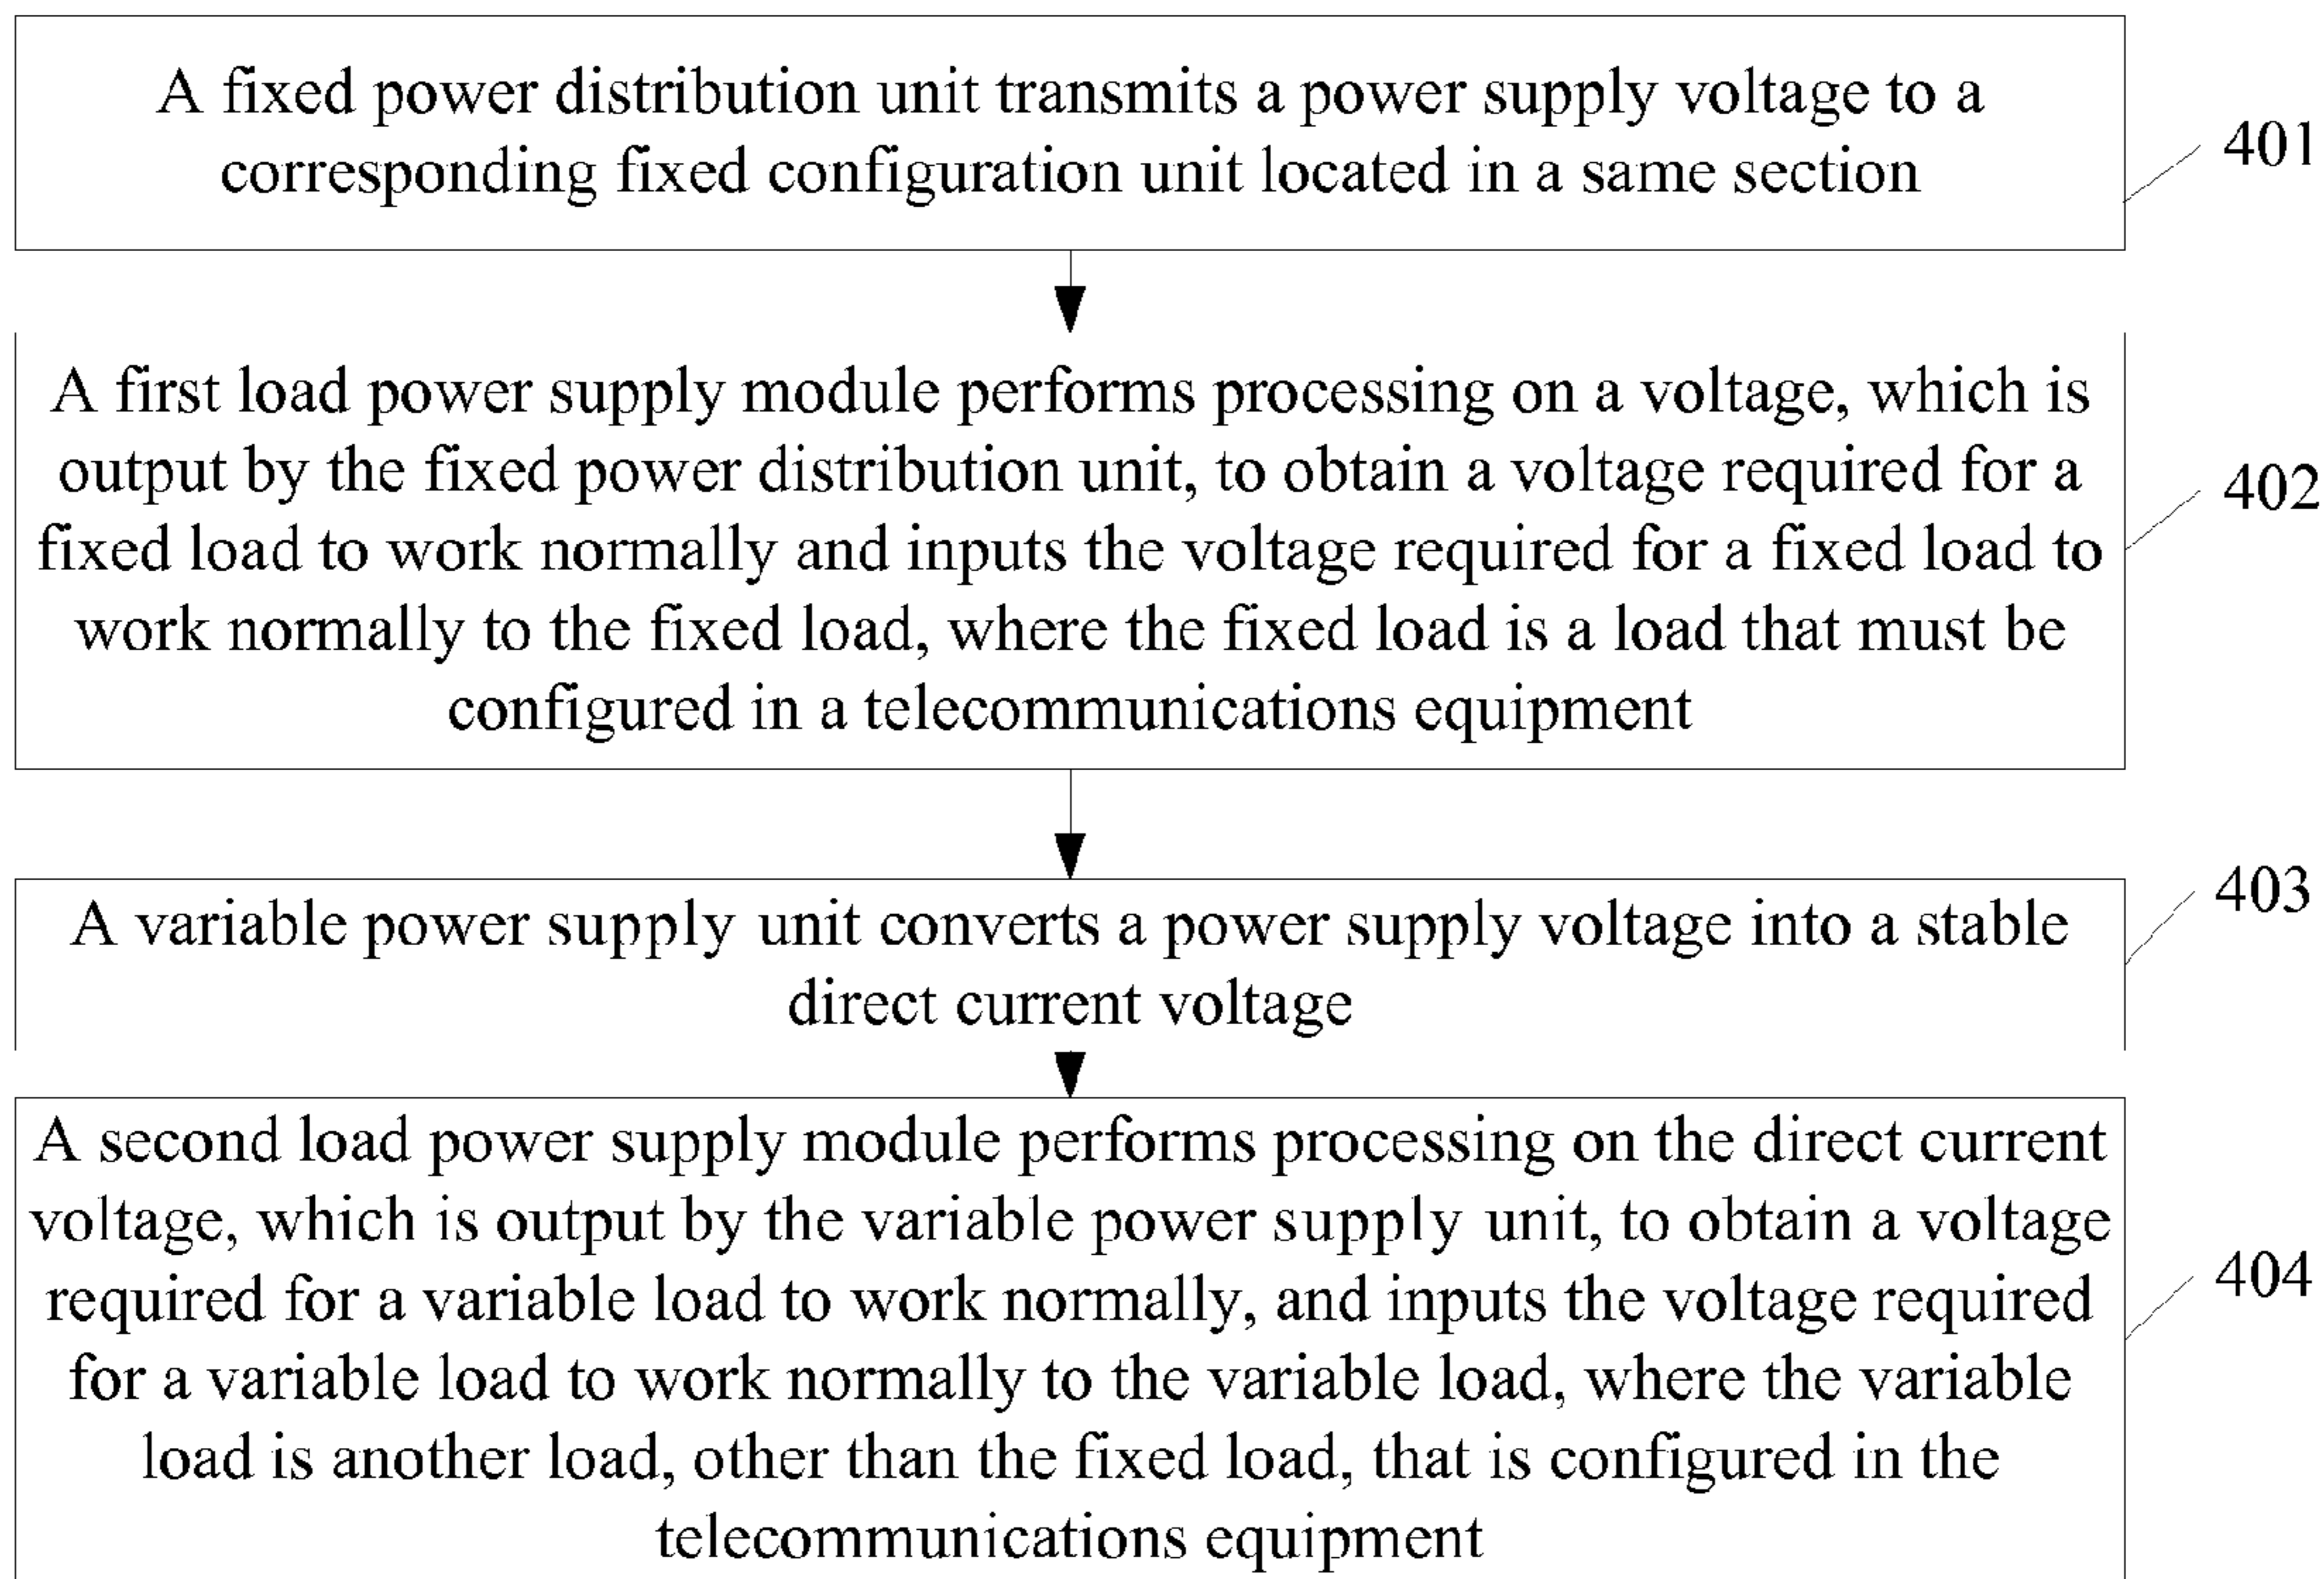 A fixed power distribution unit transmits a power supply voltage to a
corresponding fixed configuration unit located in a same section
401
A first load power supply module performs processing on a voltage, which is
output by the fixed power distribution unit, to obtain a voltage required for a
fixed load to work normally and inputs the voltage required for a fixed load to
work normally to the fixed load, where the fixed load is a load that must be
configured in a telecommunications equipment
402
A variable power supply unit converts a power supply voltage into a stable
direct current voltage
403
A second load power supply module performs processing on the direct current
voltage, which is output by the variable power supply unit, to obtain a voltage
required for a variable load to work normally, and inputs the voltage required
for a variable load to work normally to the variable load, where the variable
load is another load, other than the fixed load, that is configured in the
telecommunications equipment
404